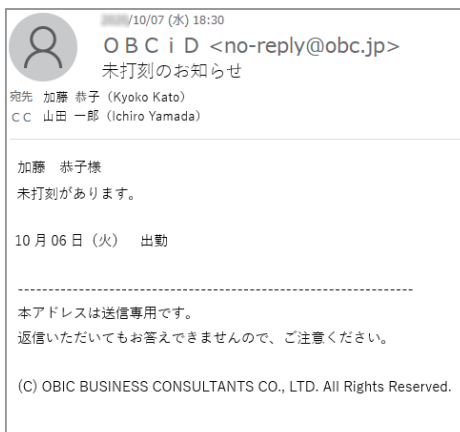 /10/07 (水) 18:30
ＯＢＣｉＤ <no-reply@obc.jp>
未打刻のお知らせ
宛先 加藤 恭子 (Kyoko Kato)
ＣＣ 山田 一郎 (Ichiro Yamada)
加藤　恭子様
未打刻があります。
10月06日（火）　出勤
----------------------------------------------------------------
本アドレスは送信専用です。
返信いただいてもお答えできませんので、ご注意ください。
(C) OBIC BUSINESS CONSULTANTS CO., LTD. All Rights Reserved.